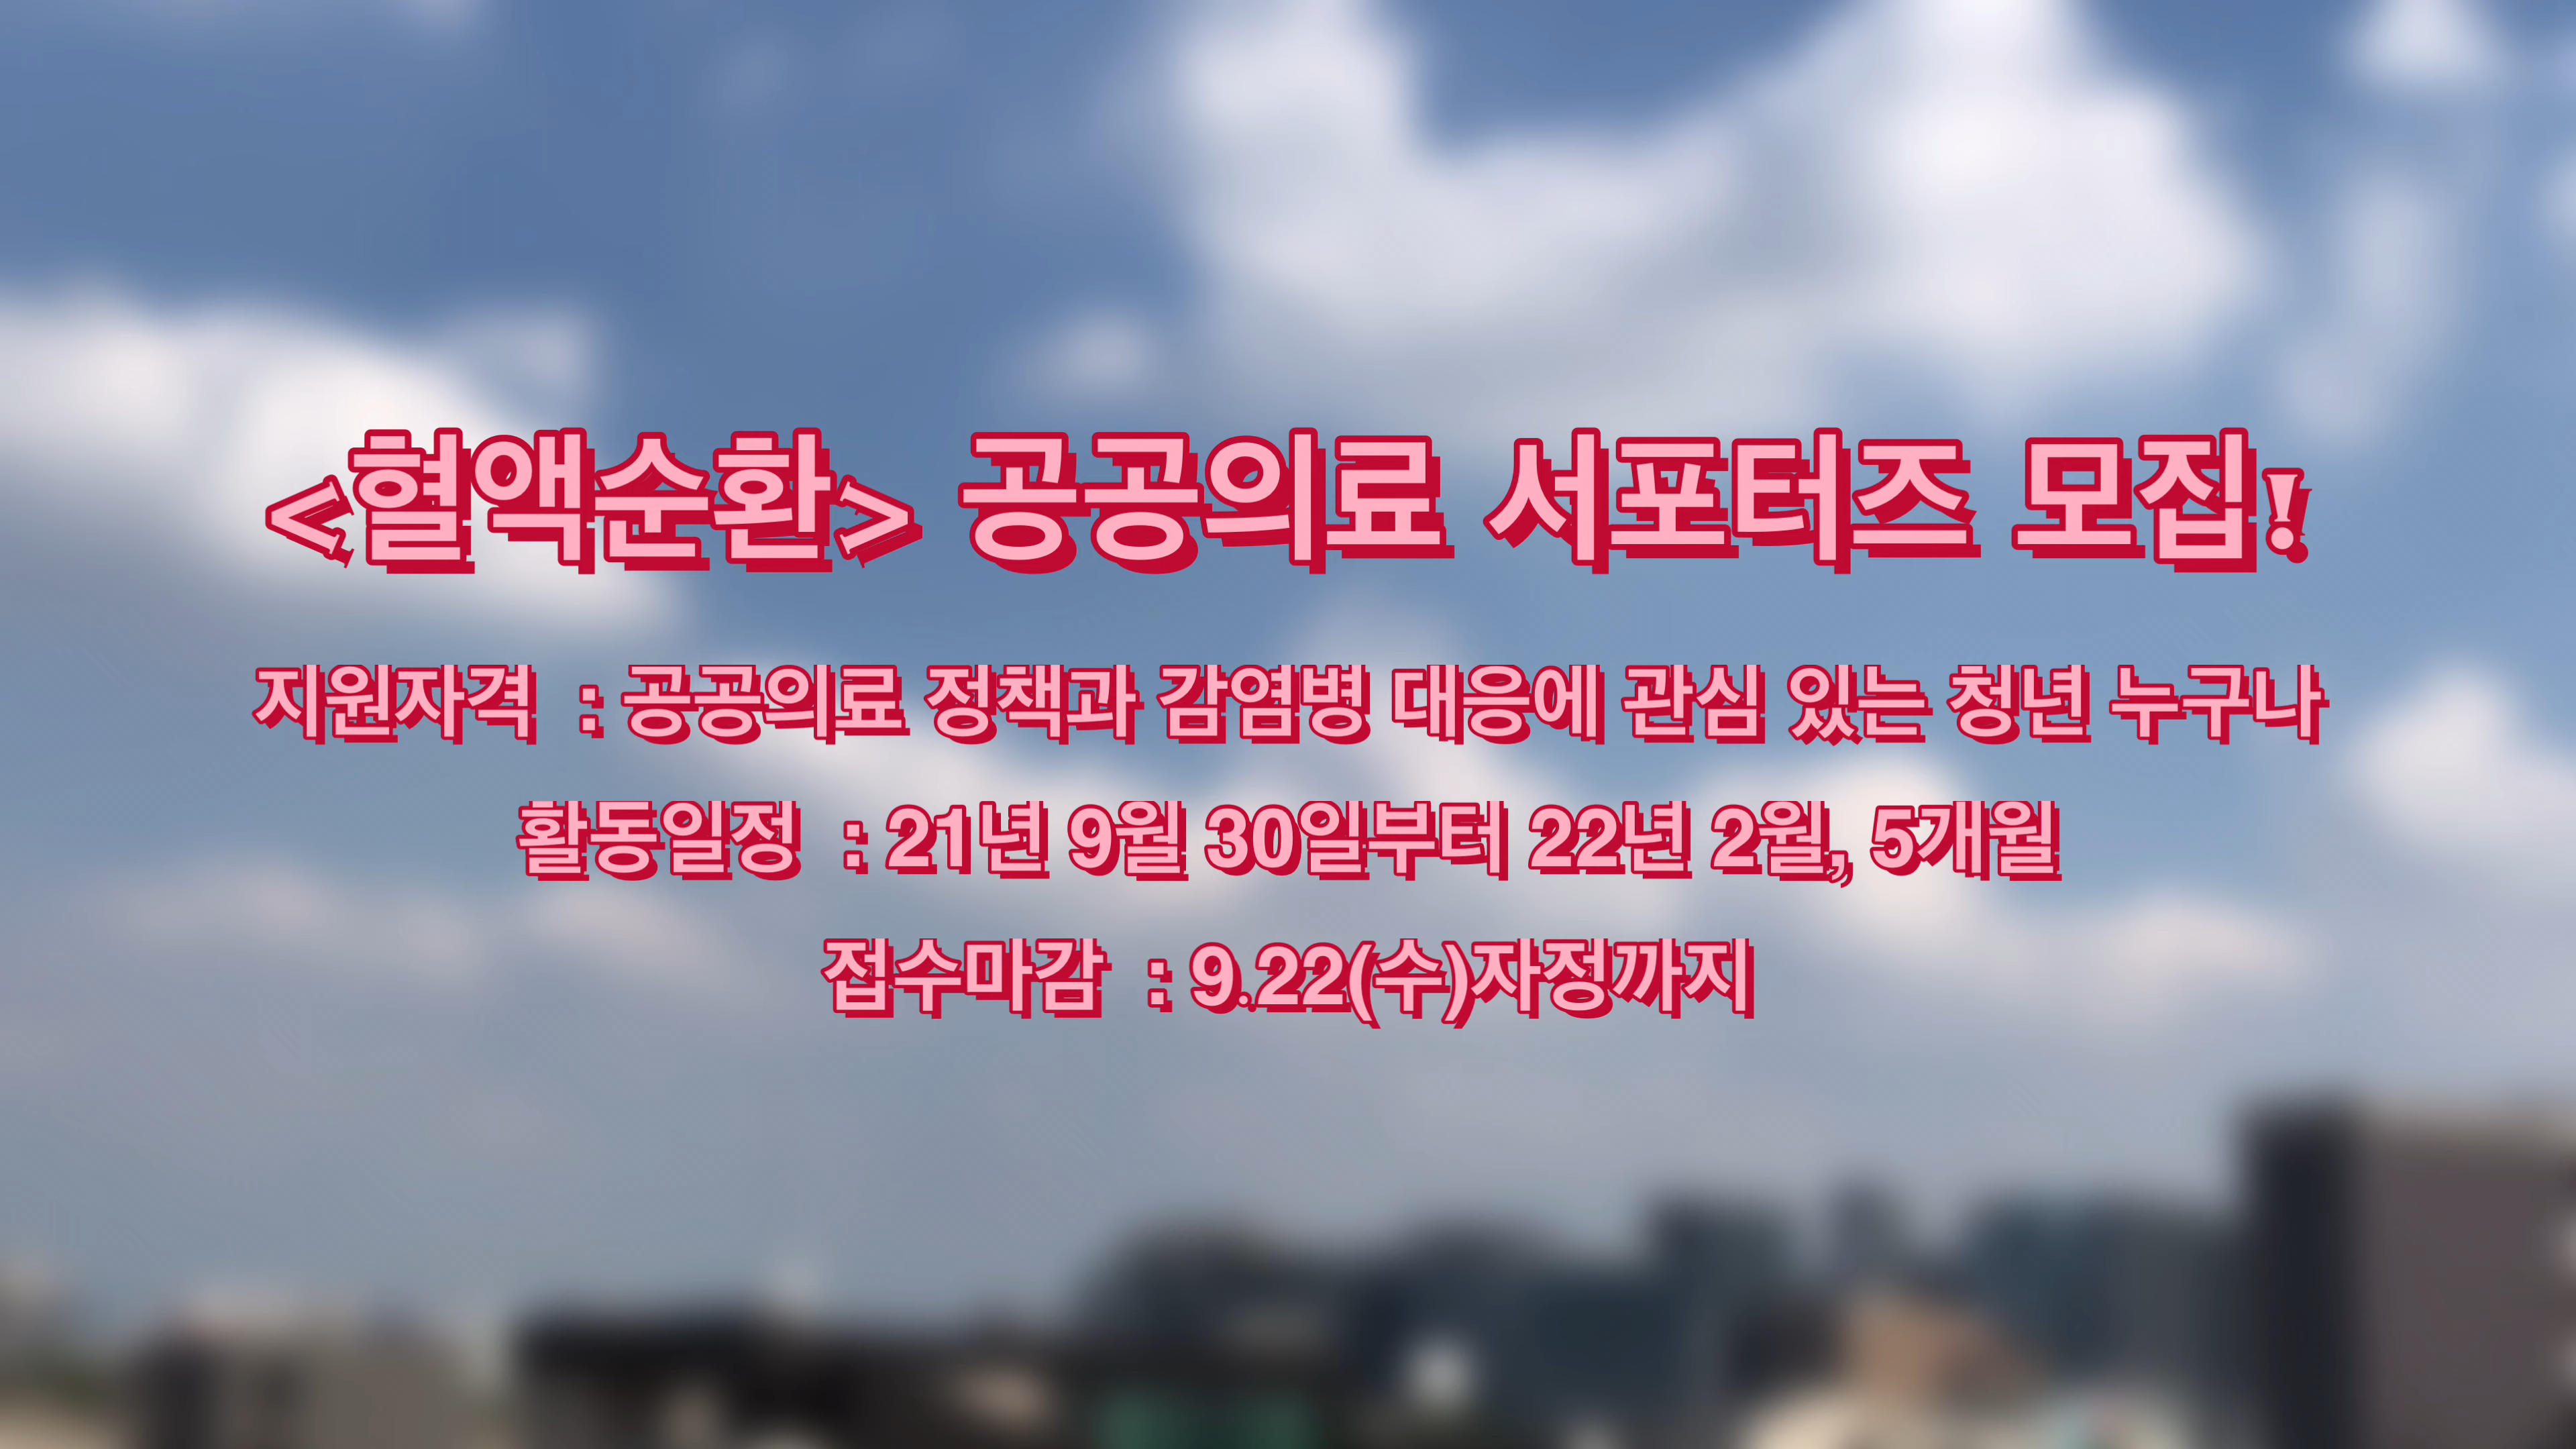 <혈액순환> 공공의료 서포터즈 모집!
지원자격 : 공공의료 정책과 감염병 대응에 관심 있는 청년 누구나
활동일정 : 21년 9월 30일부터 22년 2월, 5개월
접수마감 : 9.22(수)자정까지